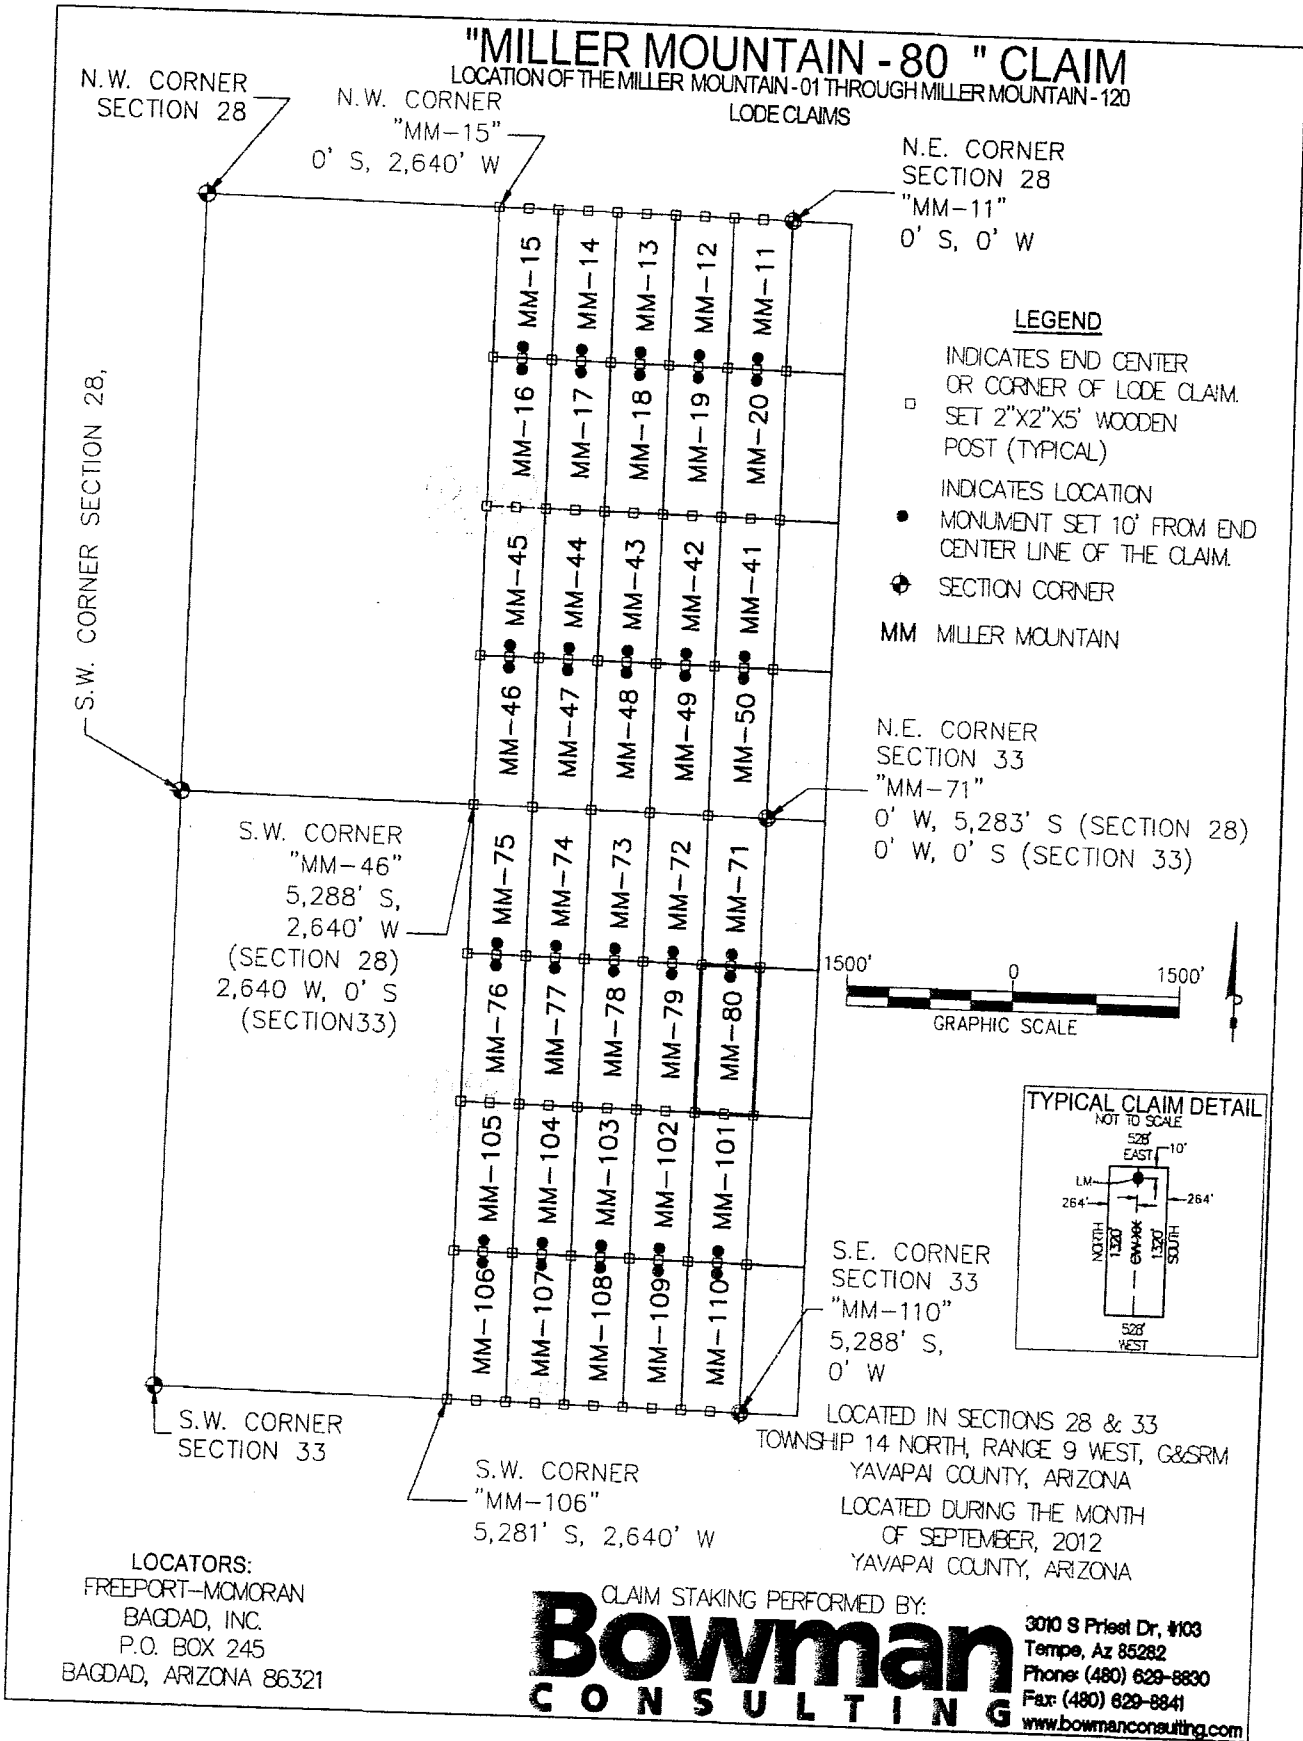 "MILLER MOUNTAIN - 80 " CLAIM
LOCATION OF THE MILLER MOUNTAIN - 01 THROUGH MILLER MOUNTAIN - 120
LODE CLAIMS
N.W. CORNER
SECTION 28
N.W. CORNER
"MM-15"
0' S, 2,640' W
N.E. CORNER
SECTION 28
"MM-11"
0' S, 0' W
MM-15
MM-14
MM-13
MM-12
MM-11
MM-16
MM-17
MM-18
MM-19
MM-20
MM-45
MM-44
MM-43
MM-42
MM-41
MM-46
MM-47
MM-48
MM-49
MM-50
MM-75
MM-74
MM-73
MM-72
MM-71
MM-76
MM-77
MM-78
MM-79
MM-80
MM-105
MM-104
MM-103
MM-102
MM-101
MM-106
MM-107
MM-108
MM-109
MM-110
LEGEND
INDICATES END CENTER
OR CORNER OF LODE CLAIM.
SET 2"X2"X5' WOODEN
POST (TYPICAL)
INDICATES LOCATION
MONUMENT SET 10' FROM END
CENTER LINE OF THE CLAIM.
SECTION CORNER
MM MILLER MOUNTAIN
S.W. CORNER SECTION 28,
N.E. CORNER
SECTION 33
"MM-71"
0' W, 5,283' S (SECTION 28)
0' W, 0' S (SECTION 33)
S.W. CORNER
"MM-46"
5,288' S,
2,640' W
(SECTION 28)
2,640 W, 0' S
(SECTION33)
1500' 0 1500'
GRAPHIC SCALE
TYPICAL CLAIM DETAIL
NOT TO SCALE
528'
EAST
10'
LM
264'
264'
NORTH
1320'
1320'
SOUTH
528'
WEST
S.E. CORNER
SECTION 33
"MM-110"
5,288' S,
0' W
S.W. CORNER
SECTION 33
S.W. CORNER
"MM-106"
5,281' S, 2,640' W
LOCATED IN SECTIONS 28 & 33
TOWNSHIP 14 NORTH, RANGE 9 WEST, G&SRM
YAVAPAI COUNTY, ARIZONA
LOCATED DURING THE MONTH
OF SEPTEMBER, 2012
YAVAPAI COUNTY, ARIZONA
LOCATORS:
FREEPORT-MCMORAN
BAGDAD, INC.
P.O. BOX 245
BAGDAD, ARIZONA 86321
CLAIM STAKING PERFORMED BY:
Bowman
CONSULTING
3010 S Priest Dr, #103
Tempe, Az 85282
Phone: (480) 629-8830
Fax: (480) 629-8841
www.bowmanconsulting.com